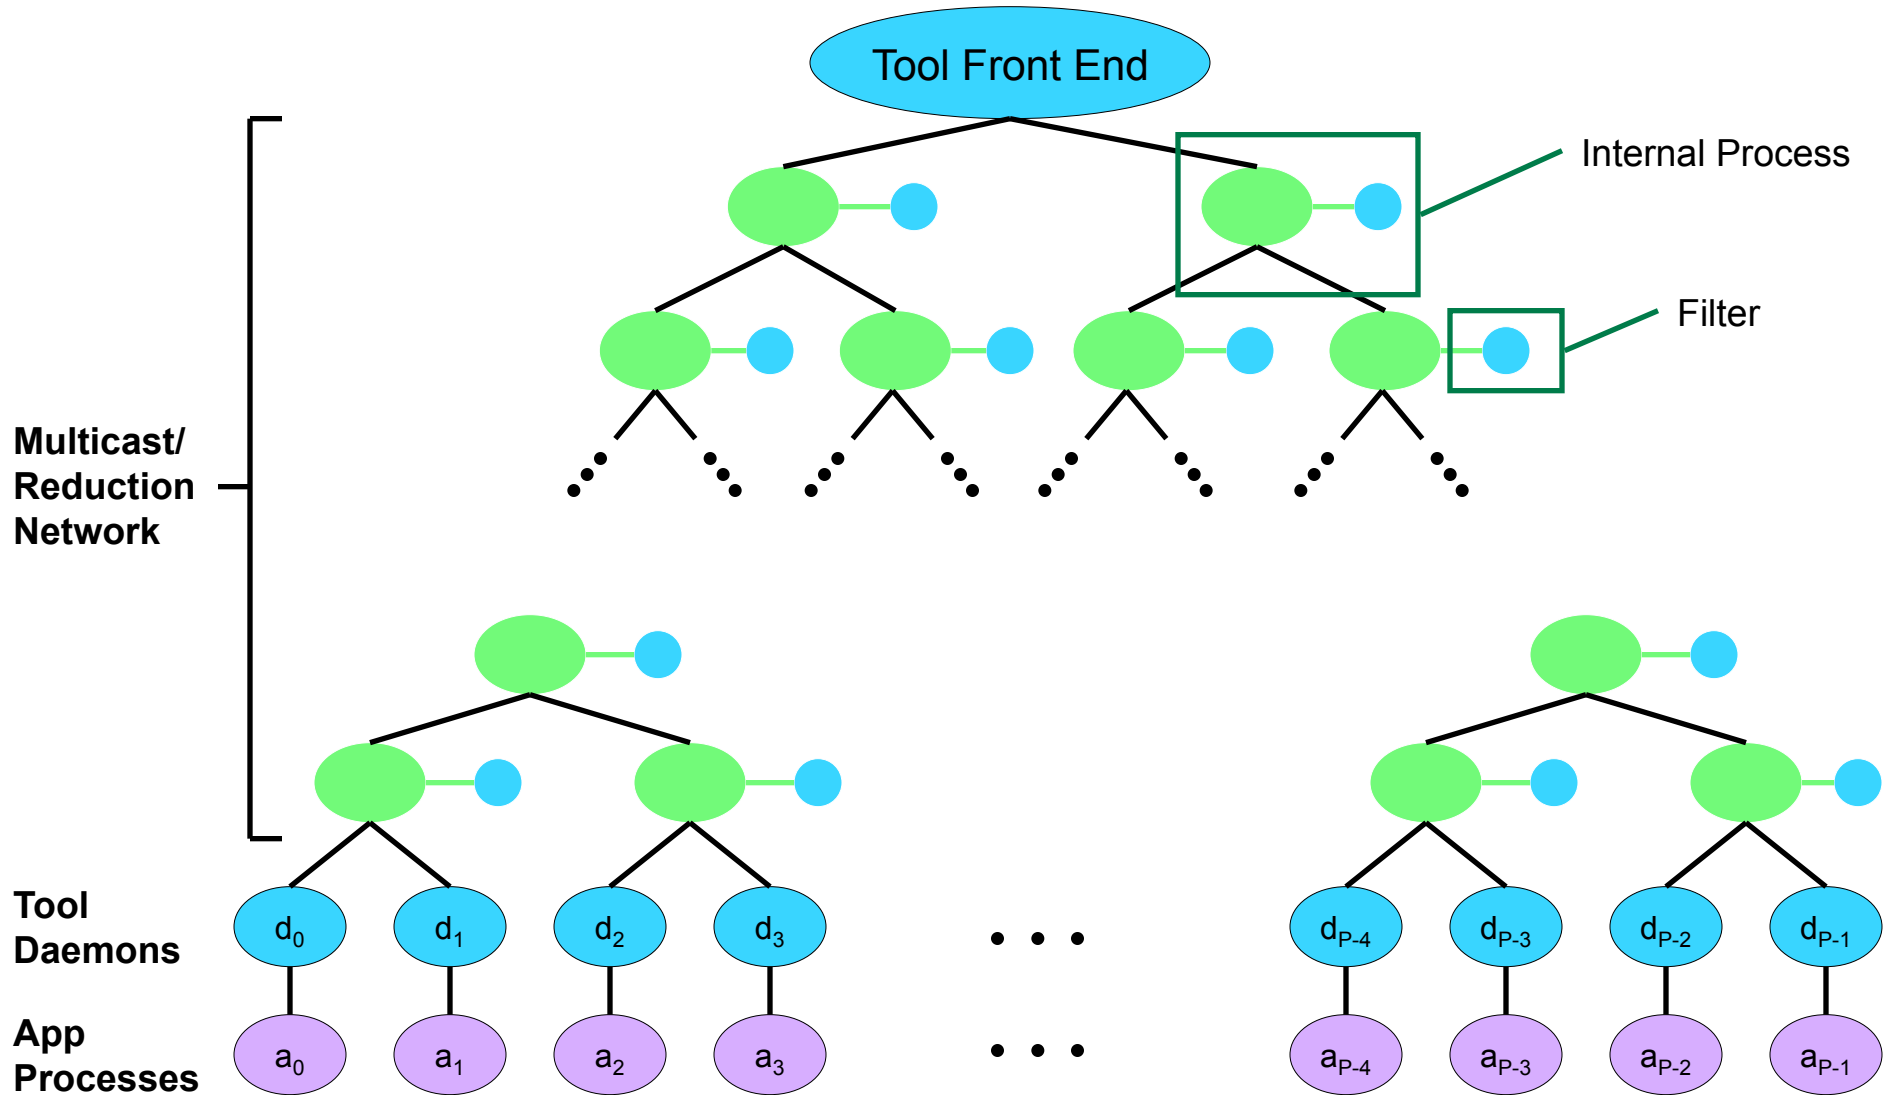 Tool Front End
Internal Process
Filter
Multicast/
Reduction
Network
Tool
Daemons
d0 d1 d2 d3 dP-4 dP-3 dP-2 dP-1
App
Processes
a0 a1 a2 a3 aP-4 aP-3 aP-2 aP-1